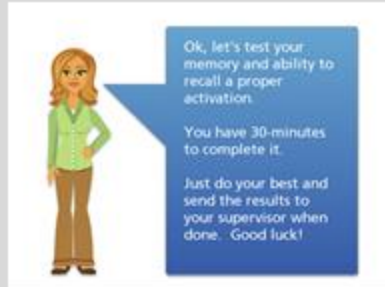 Ok, let's test your
memory and ability to
recall a proper
activation.
You have 30-minutes
to complete it.
Just do your best and
send the results to
your supervisor when
done. Good luck!